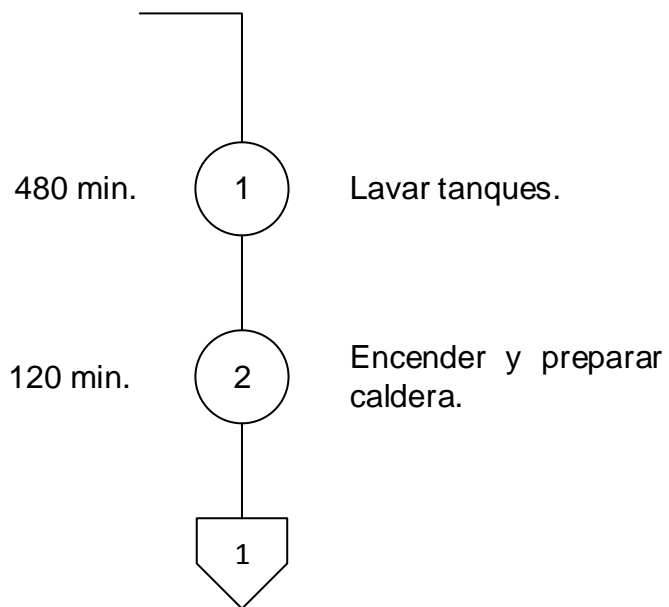 480 min.
1
Lavar tanques.
120 min.
2
Encender y preparar
caldera.
1